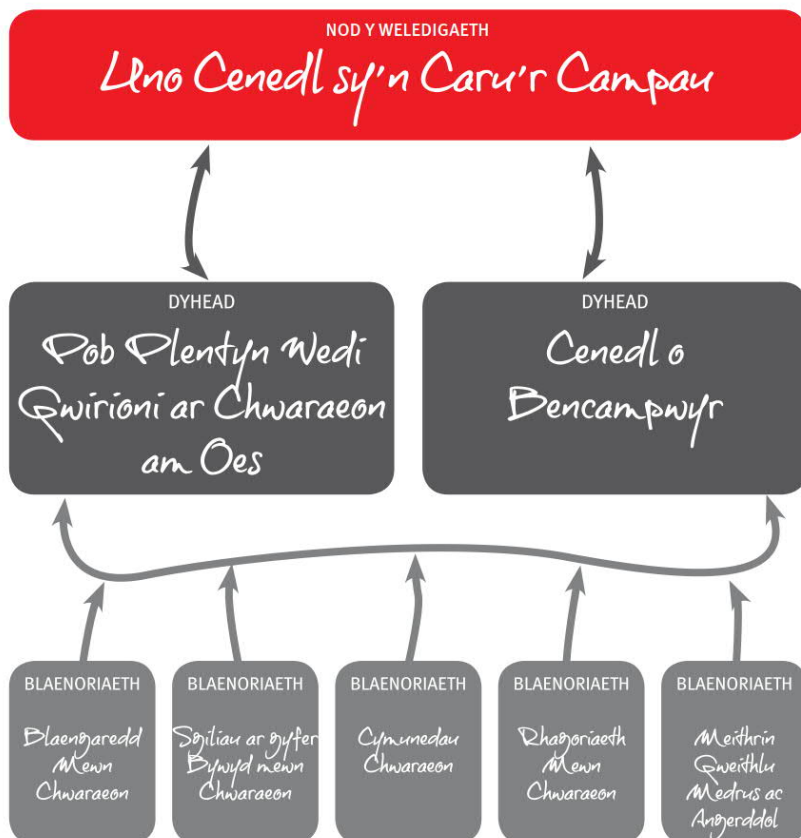 NOD Y WELEDIGAETH
Uno Cenedl sy'n Caru'r Campau
DYHEAD
Pob Plentyn Wedi
Gwirioni ar Chwaraeon
am Oes
DYHEAD
Cenedl o
Bencampwyr
BLAENORIAETH
Blaengaredd
Mewn
Chwaraeon
BLAENORIAETH
Sgiliau ar gyfer
Bywyd mewn
Chwaraeon
BLAENORIAETH
Cymunedau
Chwaraeon
BLAENORIAETH
Rhagoriaeth
Mewn
Chwaraeon
BLAENORIAETH
Meithrin
Gweithlu
Medrus ac
Angerddol